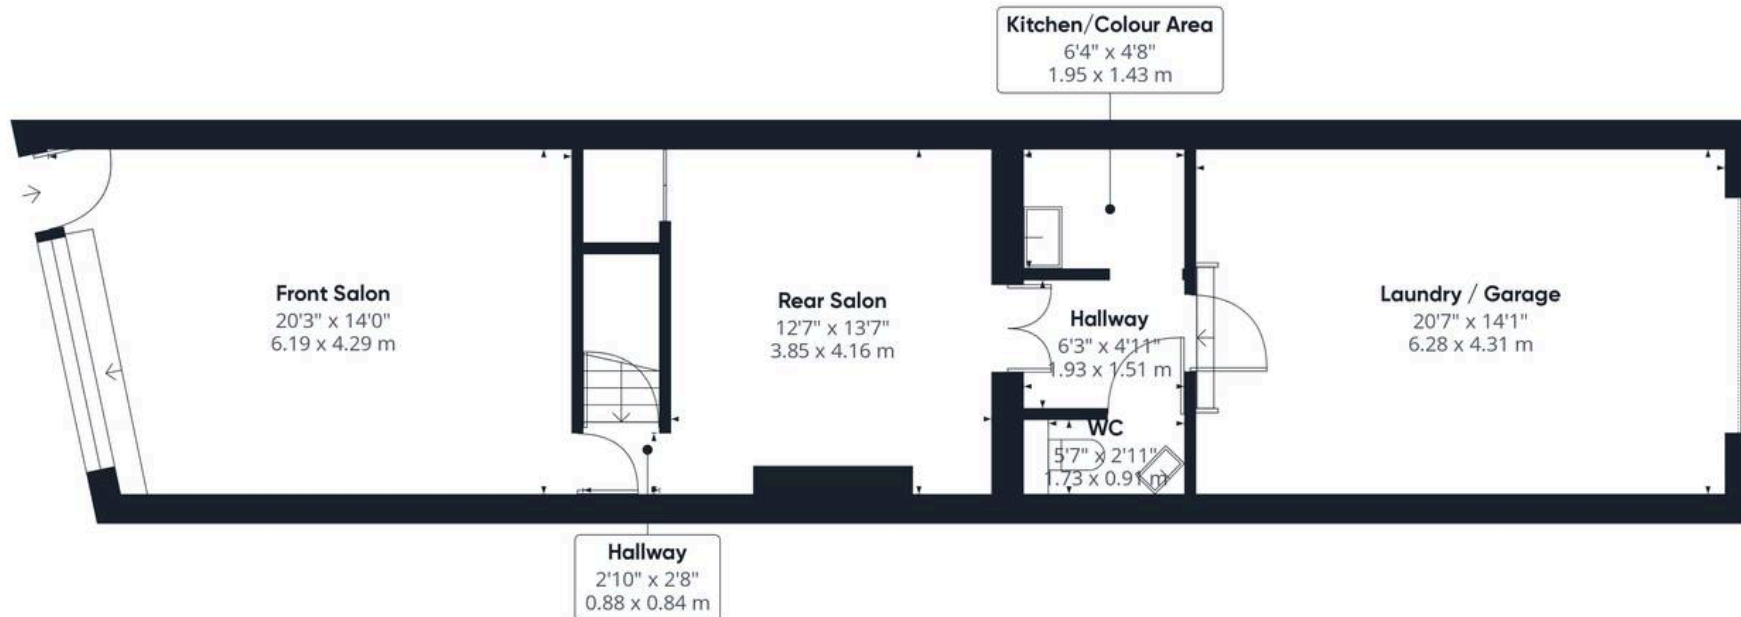 Kitchen/Colour Area
6'4" x 4'8"
1.95 x 1.43 m
Front Salon
20'3" x 14'0"
6.19 x 4.29 m
Rear Salon
12'7" x 13'7"
3.85 x 4.16 m
Hallway
6'3" x 4'11"
1.93 x 1.51 m
Laundry / Garage
20'7" x 14'1"
6.28 x 4.31 m
WC
5'7" x 2'11"
1.73 x 0.91 m
Hallway
2'10" x 2'8"
0.88 x 0.84 m